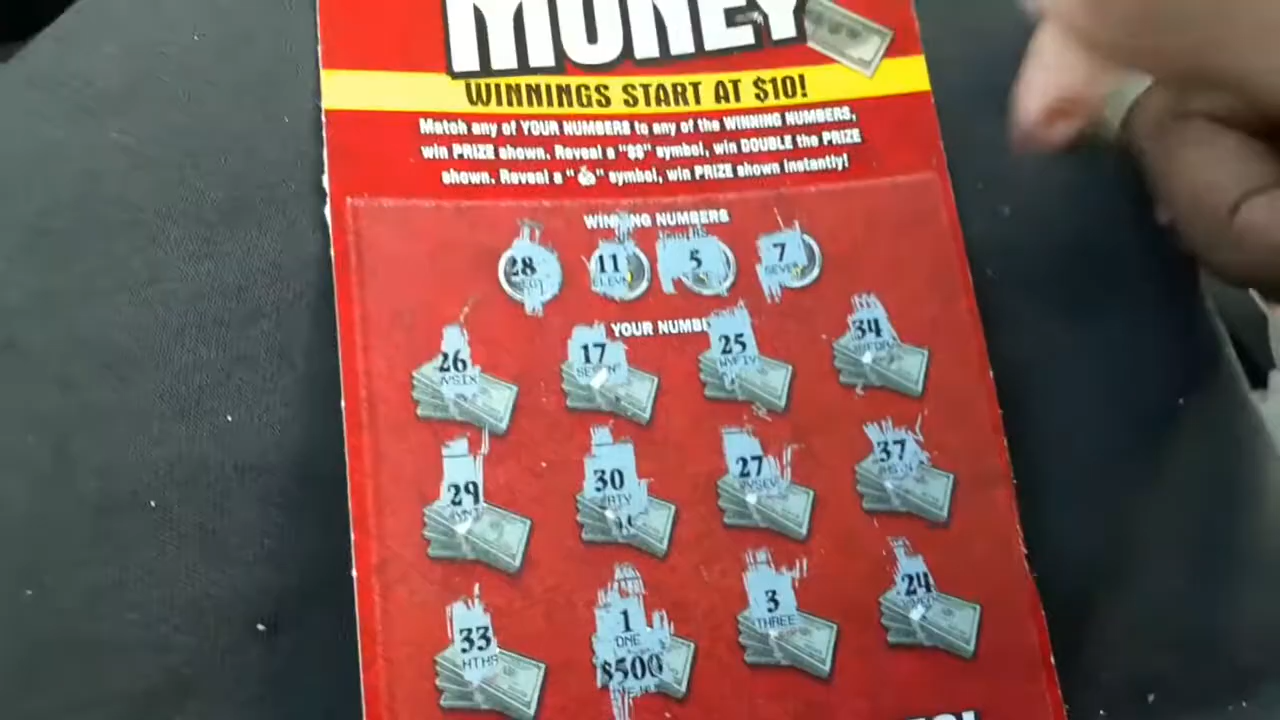 MONEY
WINNINGS START AT $10!
Match any of YOUR NUMBERS to any of the WINNING NUMBERS,
win PRIZE shown. Reveal a "$$" symbol, win DOUBLE the PRIZE
shown. Reveal a " " symbol, win PRIZE shown instantly!
WINNING NUMBERS
28 11 5 7
YOUR NUMB
26 17 25 34
29 30 27 37
33 1 3 24
ONE THREE
$500